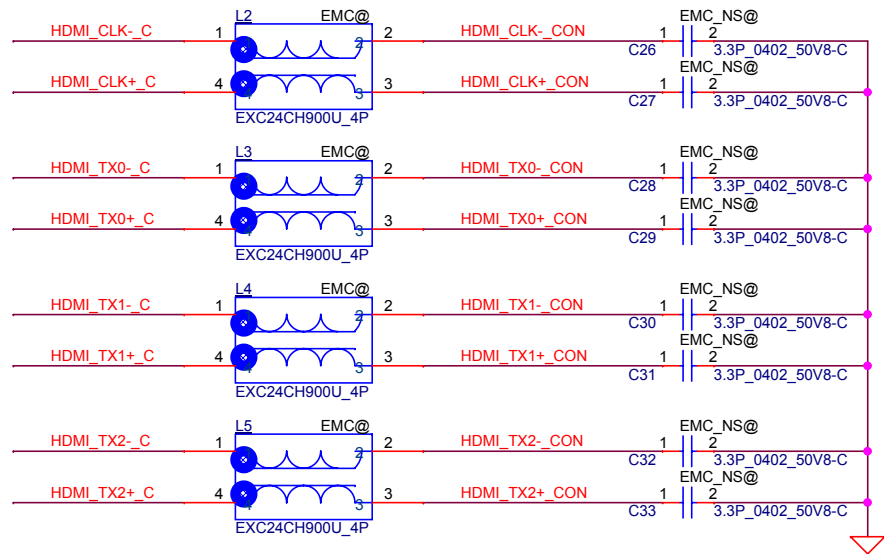 L2 EMC@ EMC_NS@
HDMI_CLK-_C 1 2 2 HDMI_CLK-_CON 1 2
C26 3.3P_0402_50V8-C
EMC_NS@
HDMI_CLK+_C 4 3 3 HDMI_CLK+_CON 1 2
C27 3.3P_0402_50V8-C
EXC24CH900U_4P
L3 EMC@ EMC_NS@
HDMI_TX0-_C 1 2 2 HDMI_TX0-_CON 1 2
C28 3.3P_0402_50V8-C
EMC_NS@
HDMI_TX0+_C 4 3 3 HDMI_TX0+_CON 1 2
C29 3.3P_0402_50V8-C
EXC24CH900U_4P
L4 EMC@ EMC_NS@
HDMI_TX1-_C 1 2 2 HDMI_TX1-_CON 1 2
C30 3.3P_0402_50V8-C
EMC_NS@
HDMI_TX1+_C 4 3 3 HDMI_TX1+_CON 1 2
C31 3.3P_0402_50V8-C
EXC24CH900U_4P
L5 EMC@ EMC_NS@
HDMI_TX2-_C 1 2 2 HDMI_TX2-_CON 1 2
C32 3.3P_0402_50V8-C
EMC_NS@
HDMI_TX2+_C 4 3 3 HDMI_TX2+_CON 1 2
C33 3.3P_0402_50V8-C
EXC24CH900U_4P